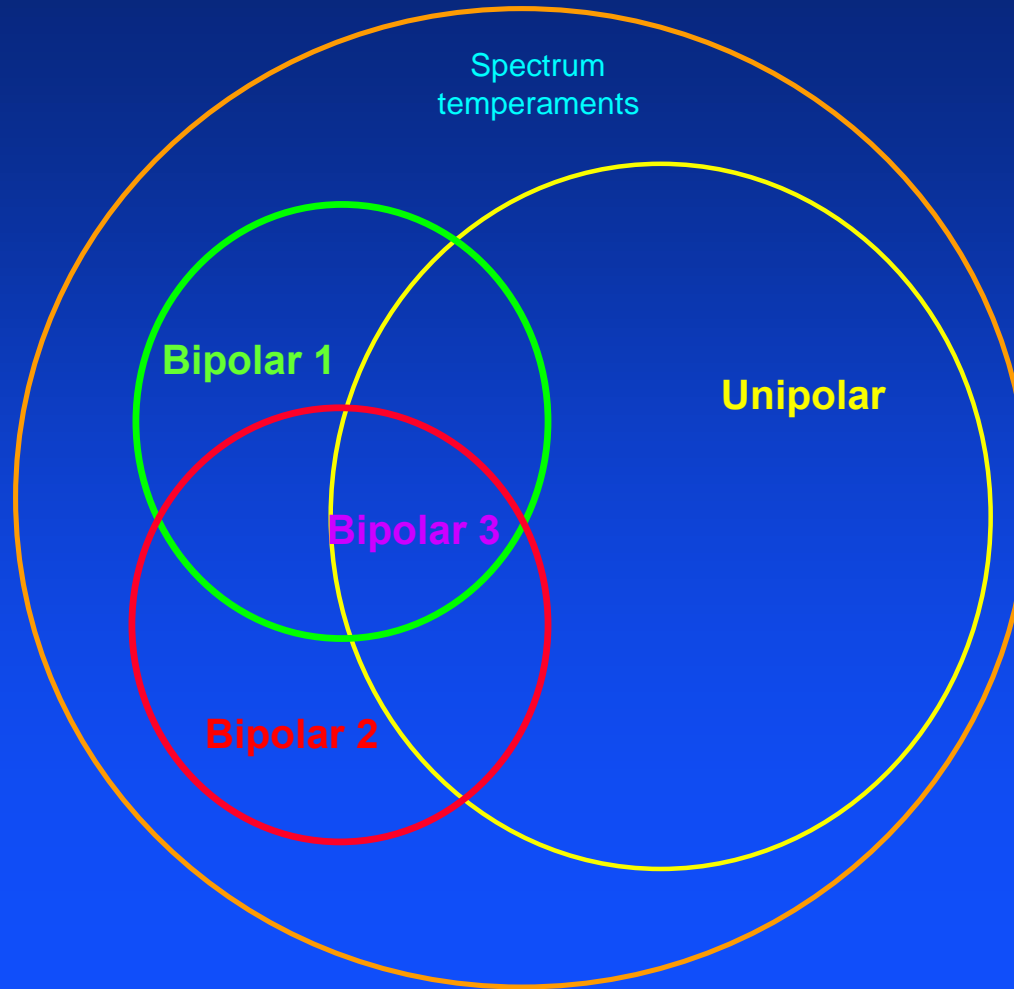 Spectrum
temperaments
Bipolar 1
Unipolar
Bipolar 3
Bipolar 2